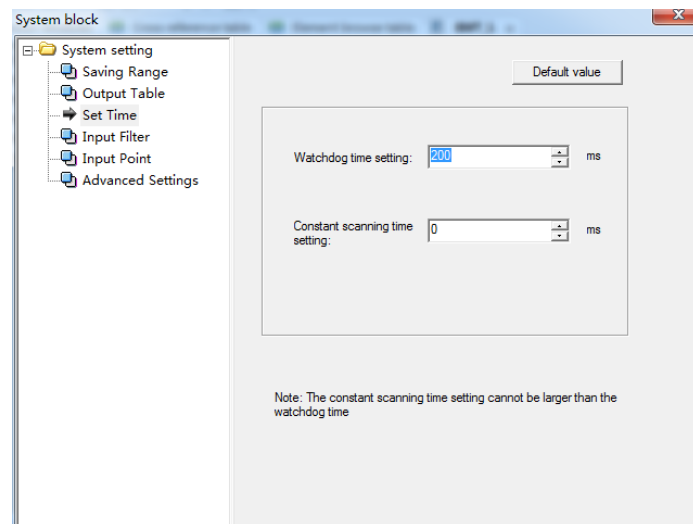 System block
System setting
Saving Range
Output Table
Set Time
Input Filter
Input Point
Advanced Settings
Default value
Watchdog time setting: 200 ms
Constant scanning time
setting: 0 ms
Note: The constant scanning time setting cannot be larger than the
watchdog time